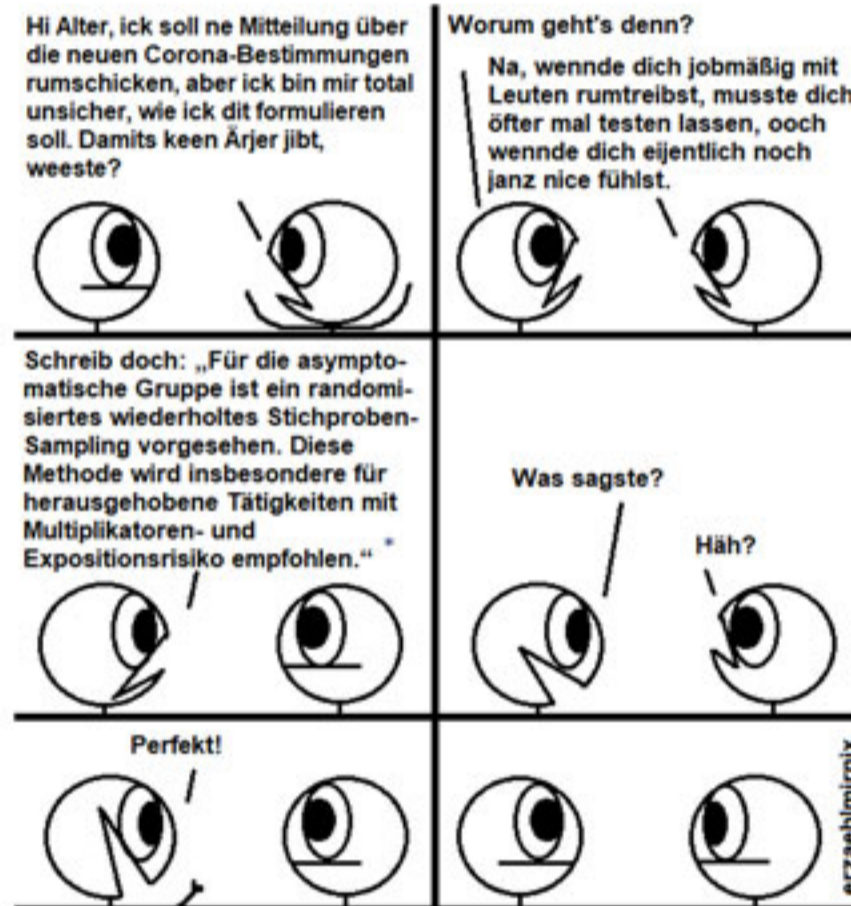 Hi Alter, ick soll ne Mitteilung über
die neuen Corona-Bestimmungen
rumschicken, aber ick bin mir total
unsicher, wie ick dit formulieren
soll. Damits keen Ärjer jibt,
weeste?
Worum geht's denn?
Na, wennde dich jobmäßig mit
Leuten rumtreibst, musste dich
öfter mal testen lassen, ooch
wennde dich eijentlich noch
janz nice fühlst.
Schreib doch: „Für die asympto-
matische Gruppe ist ein randomi-
siertes wiederholtes Stichproben-
Sampling vorgesehen. Diese
Methode wird insbesondere für
herausgehobene Tätigkeiten mit
Multiplikatoren- und
Expositionsrisiko empfohlen.“ *
Was sagste?
Häh?
Perfekt!
erzaehlmirnix